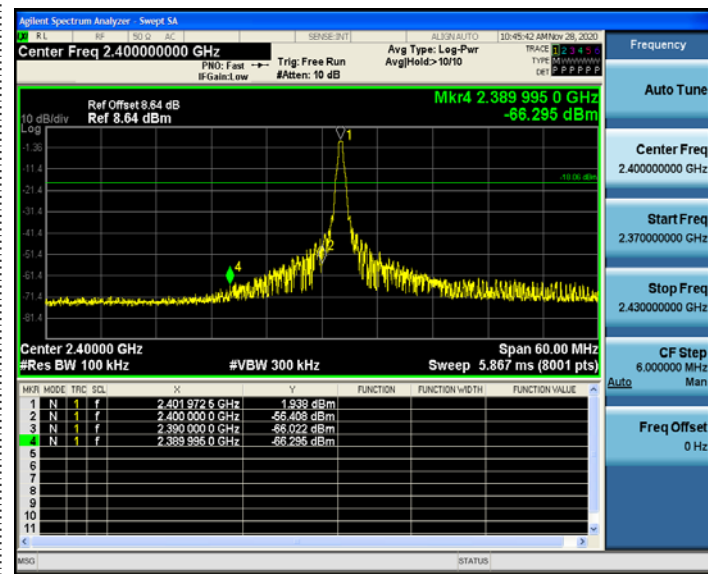 Agilent Spectrum Analyzer - Swept SA
RL RF 50 Ω AC SENSE:INT ALIGNAUTO 10:45:42 AMNov 28, 2020
Center Freq 2.400000000 GHz
PNO: Fast
IFGain:Low
Trig: Free Run
#Atten: 10 dB
Avg Type: Log-Pwr
Avg|Hold:>10/10
TRACE 1 2 3 4 5 6
TYPE MWWWWW
DET P P P P P P
Frequency
Auto Tune
Center Freq
2.400000000 GHz
Start Freq
2.370000000 GHz
Stop Freq
2.430000000 GHz
CF Step
6.000000 MHz
Auto Man
Freq Offset
0 Hz
Mkr4 2.389 995 0 GHz
-66.295 dBm
Ref Offset 8.64 dB
10 dB/div Ref 8.64 dBm
Log
-1.36
-11.4
-21.4
-31.4
-41.4
-51.4
-61.4
-71.4
-81.4
1
-18.06 dBm
2
4
Center 2.40000 GHz Span 60.00 MHz
#Res BW 100 kHz #VBW 300 kHz Sweep 5.867 ms (8001 pts)
MKR MODE TRC SCL X Y FUNCTION FUNCTION WIDTH FUNCTION VALUE
1 N 1 f 2.401 972 5 GHz 1.938 dBm
2 N 1 f 2.400 000 0 GHz -55.408 dBm
3 N 1 f 2.390 000 0 GHz -66.022 dBm
4 N 1 f 2.389 995 0 GHz -66.295 dBm
5
6
7
8
9
10
11
MSG STATUS